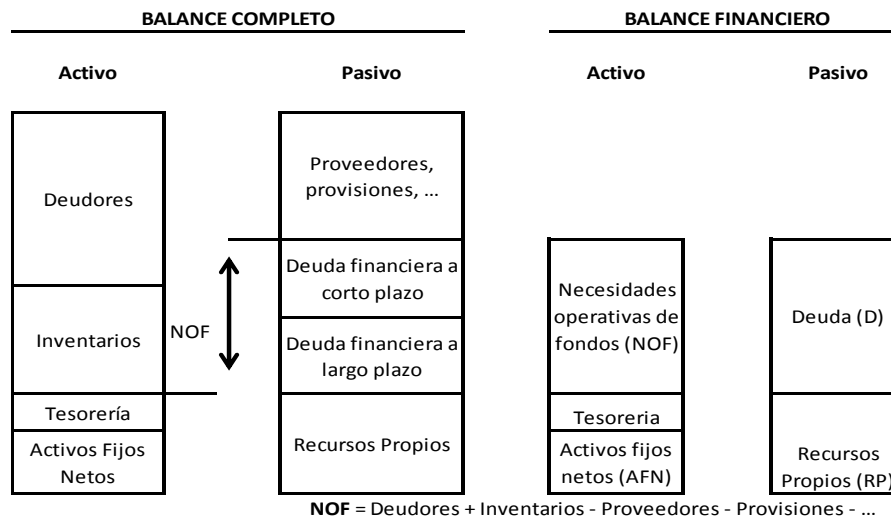 BALANCE COMPLETO
BALANCE FINANCIERO
Activo
Pasivo
Activo
Pasivo
Deudores
Inventarios
Tesorería
Activos Fijos
Netos
NOF
Proveedores,
provisiones, ...
Deuda financiera a
corto plazo
Deuda financiera a
largo plazo
Recursos Propios
Necesidades
operativas de
fondos (NOF)
Tesoreria
Activos fijos
netos (AFN)
Deuda (D)
Recursos
Propios (RP)
NOF = Deudores + Inventarios - Proveedores - Provisiones - ...